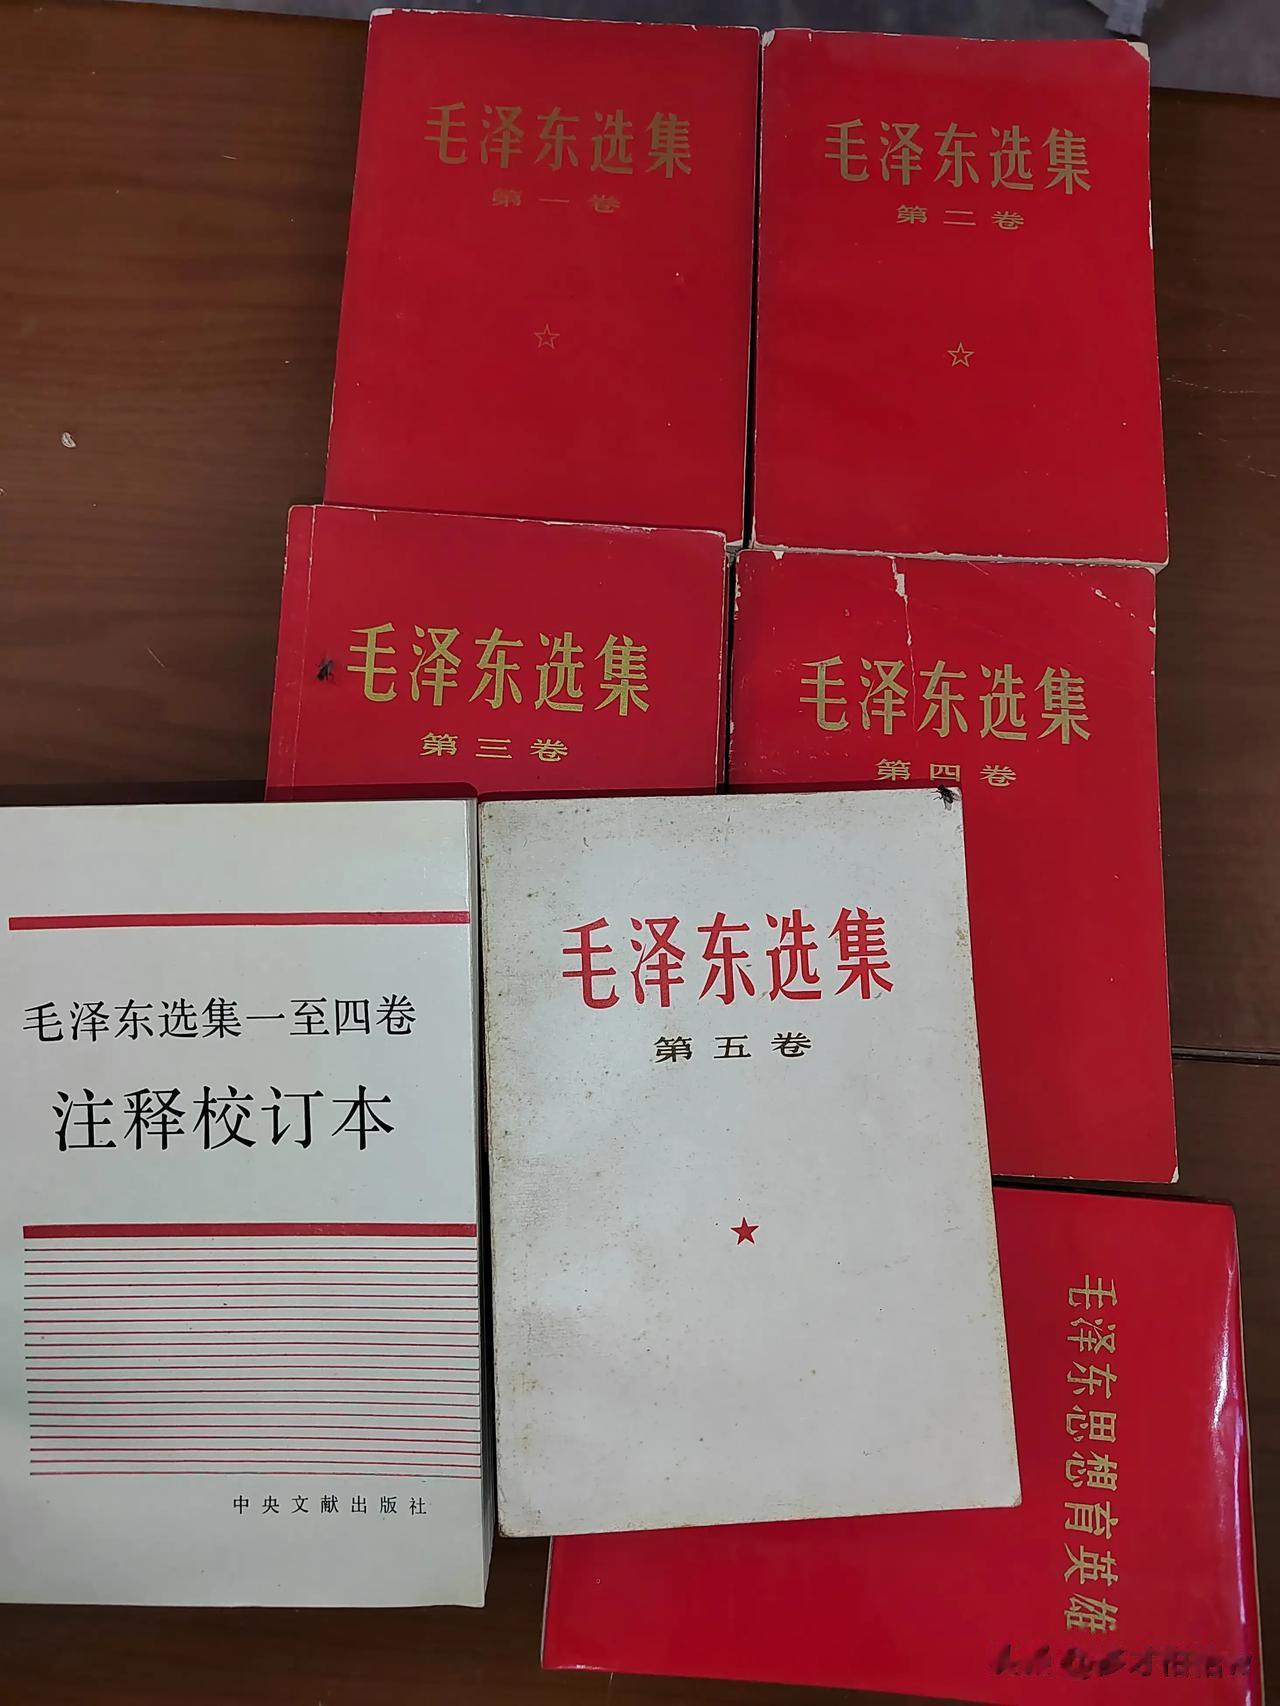 毛泽东选集
第一卷
毛泽东选集
第二卷
毛泽东选集
第三卷
毛泽东选集
第四卷
毛泽东选集一至四卷
注释校订本
中央文献出版社
毛泽东选集
第五卷
毛泽东思想育英雄